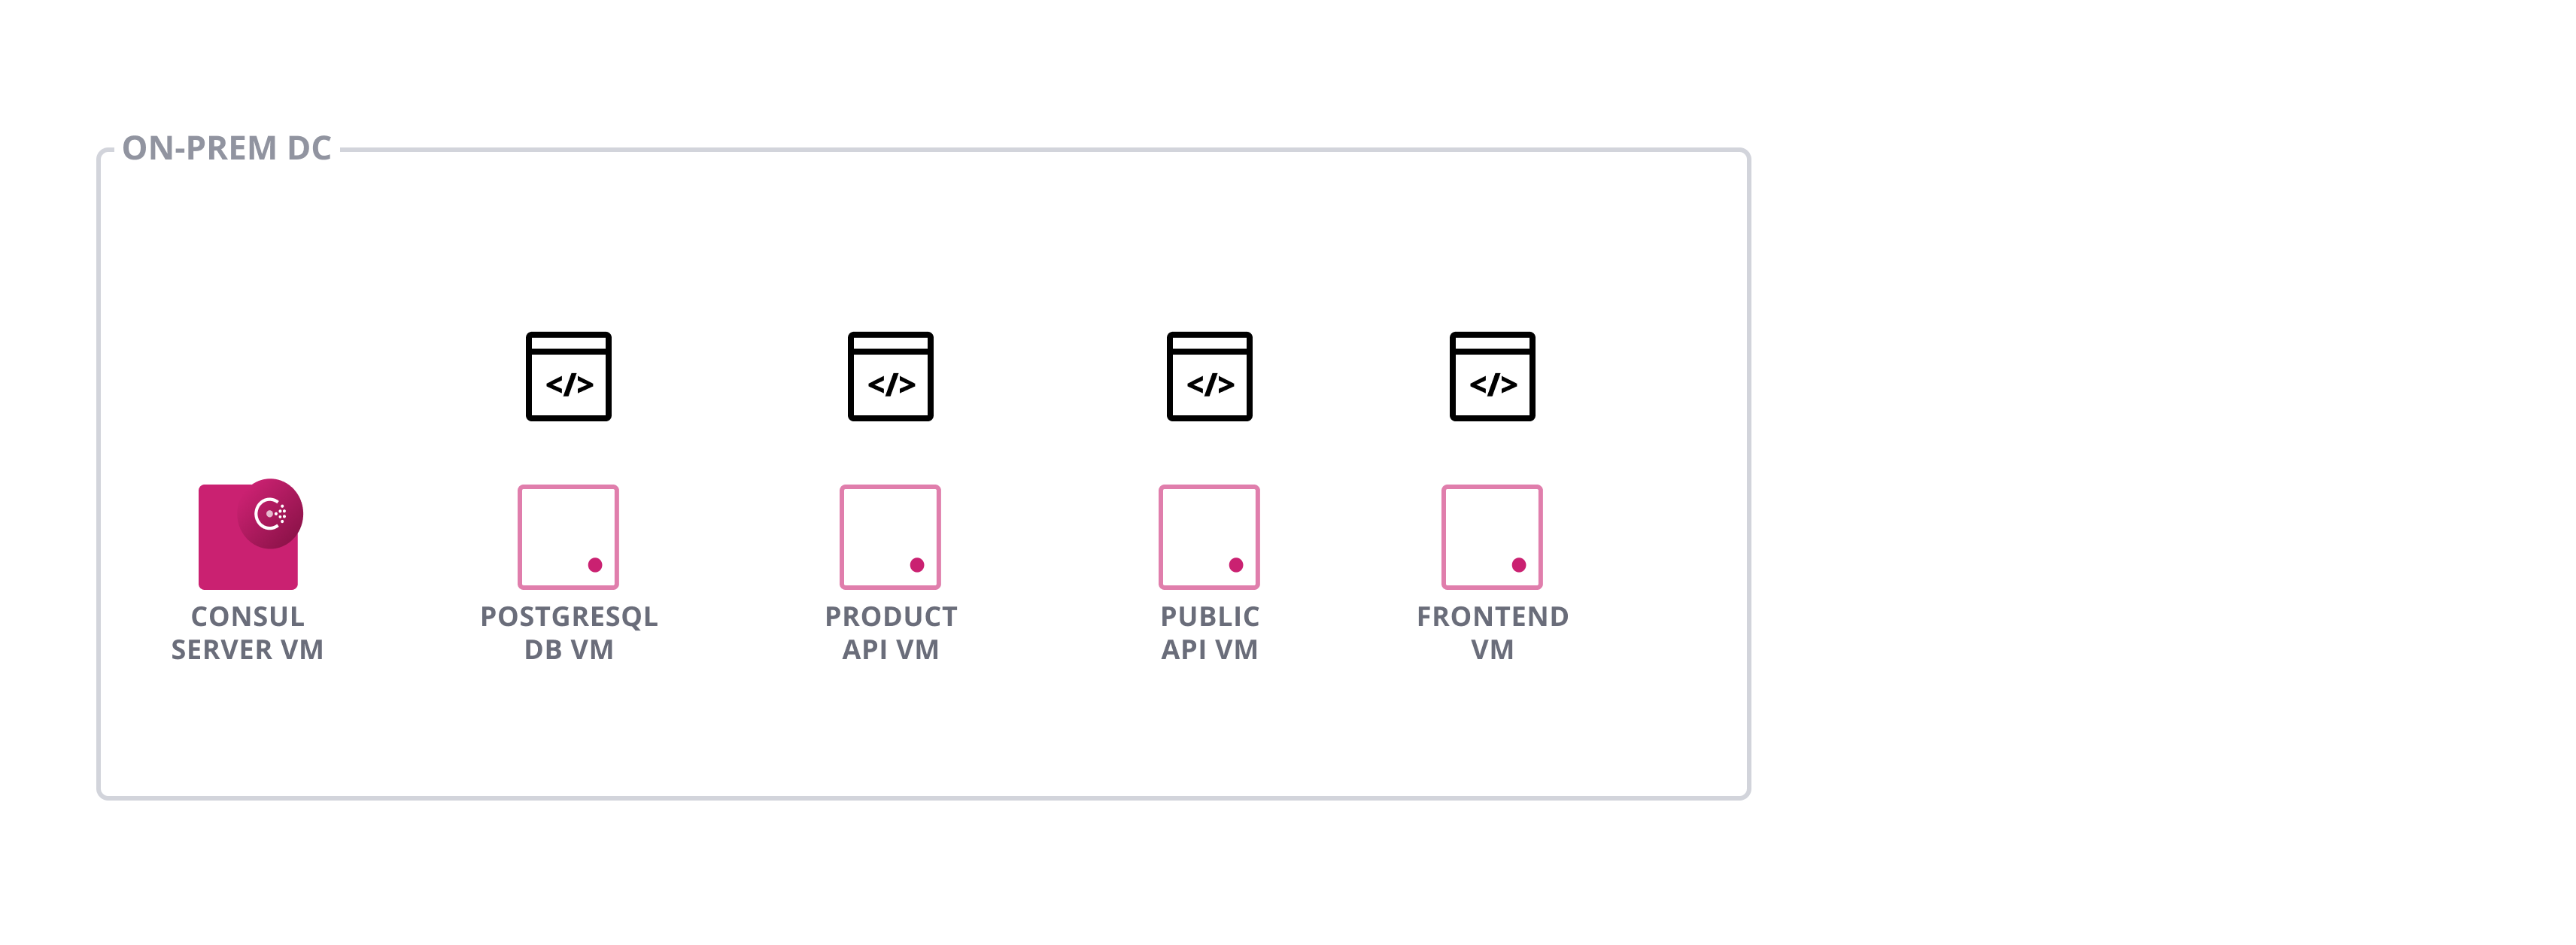 ON-PREM DC
</>
</>
</>
</>
CONSUL
SERVER VM
POSTGRESQL
DB VM
PRODUCT
API VM
PUBLIC
API VM
FRONTEND
VM